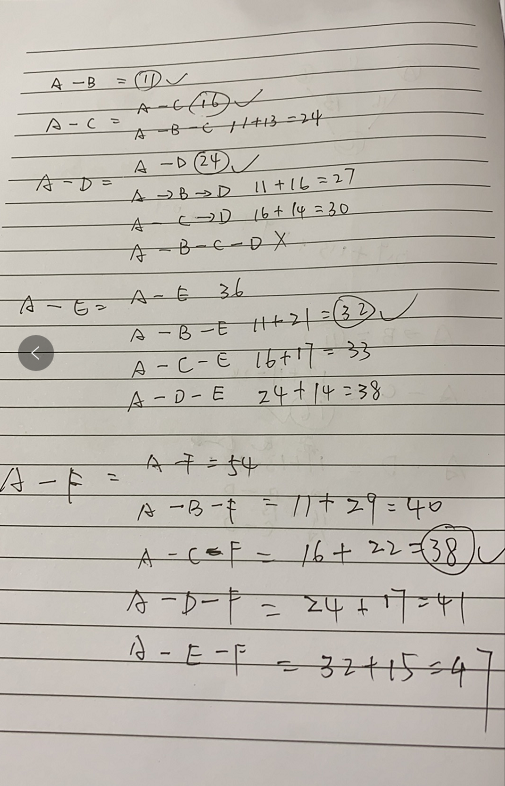 A - B = 11 ✓
A - C = A - C 16 ✓
A - B - C 11+13=24
A - D = A - D 24 ✓
A → B → D 11+16=27
A - C → D 16+14=30
A - B - C - D X
A - E = A - E 36
A - B - E 11+21=32 ✓
A - C - E 16+17=33
A - D - E 24+14=38
A - F = A - F = 54
A - B - F = 11+29=40
A - C - F = 16+22=38 ✓
A - D - F = 24+17=41
A - E - F = 32+15=47